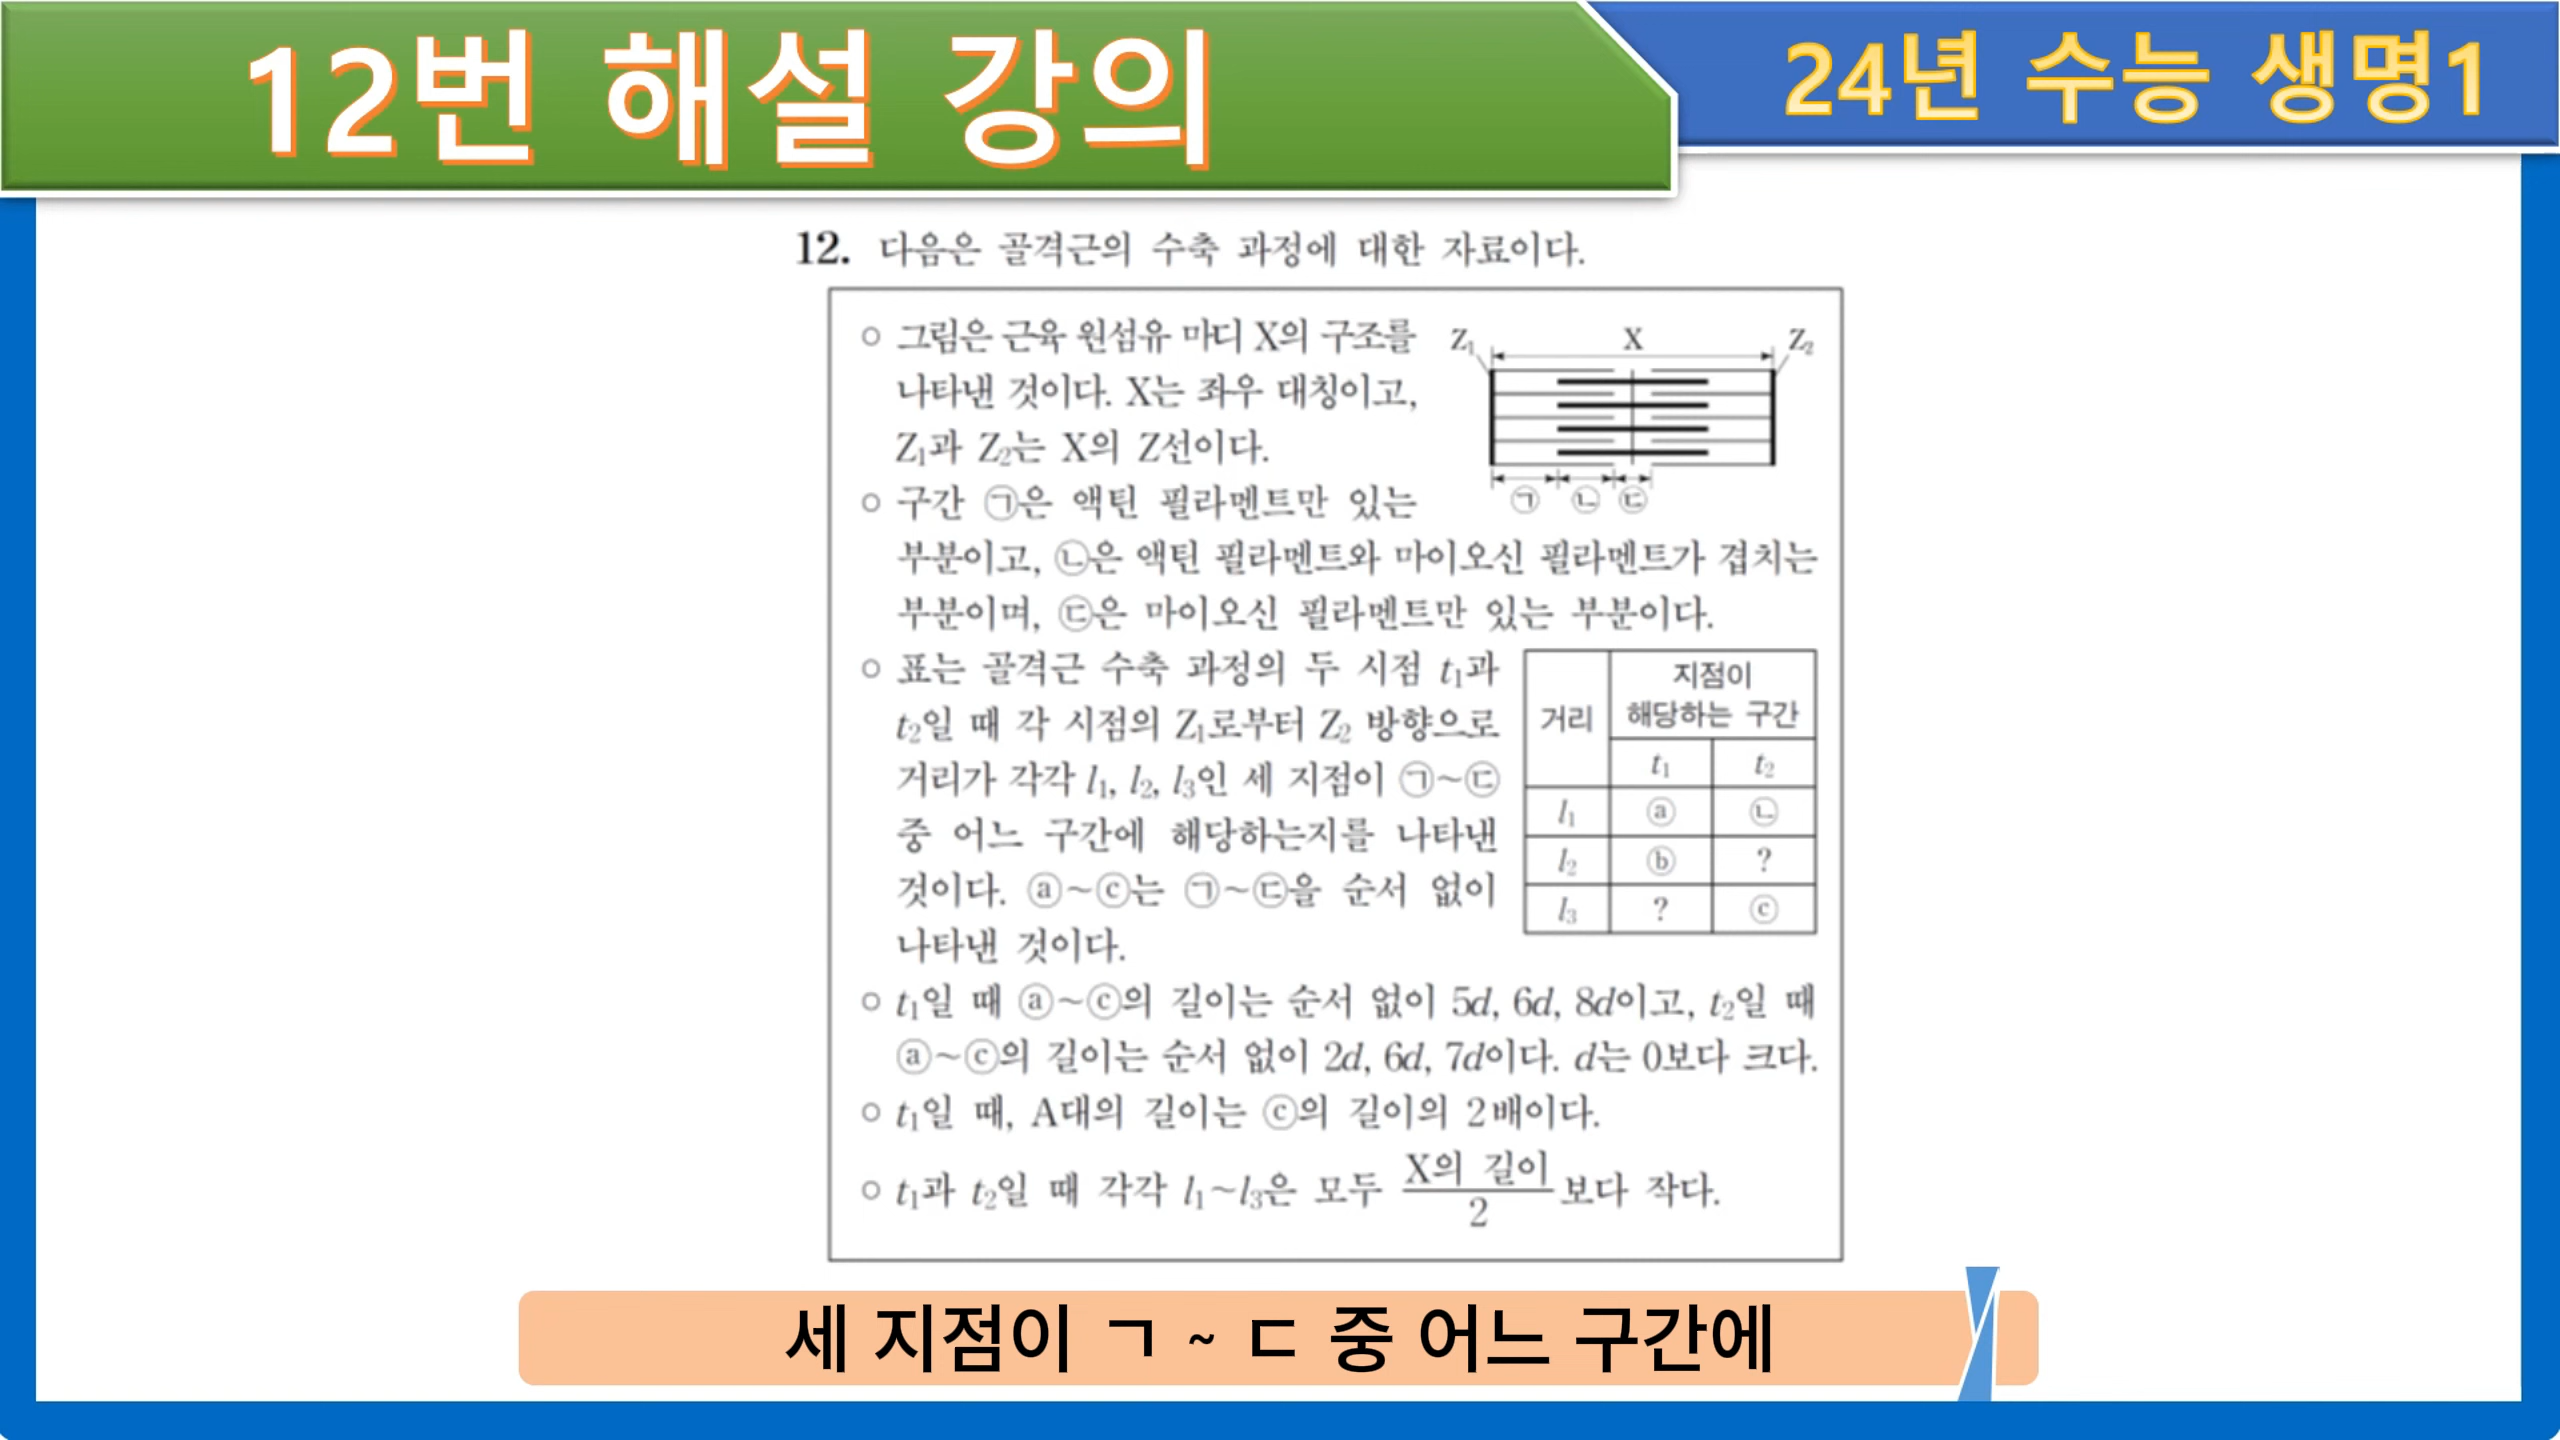 12번 해설 강의
24년 수능 생명1
12. 다음은 골격근의 수축 과정에 대한 자료이다.
○ 그림은 근육 원섬유 마디 X의 구조를
나타낸 것이다. X는 좌우 대칭이고,
Z₁과 Z₂는 X의 Z선이다.
Z₁ X Z₂
㉠ ㉡ ㉢
○ 구간 ㉠은 액틴 필라멘트만 있는
부분이고, ㉡은 액틴 필라멘트와 마이오신 필라멘트가 겹치는
부분이며, ㉢은 마이오신 필라멘트만 있는 부분이다.
○ 표는 골격근 수축 과정의 두 시점 t₁과
t₂일 때 각 시점의 Z₁로부터 Z₂ 방향으로
거리가 각각 l₁, l₂, l₃인 세 지점이 ㉠~㉢
중 어느 구간에 해당하는지를 나타낸
것이다. ⓐ~ⓒ는 ㉠~㉢을 순서 없이
나타낸 것이다.
거리 지점이
해당하는 구간
t₁ t₂
l₁ ⓐ ㉡
l₂ ⓑ ?
l₃ ? ⓒ
○ t₁일 때 ⓐ~ⓒ의 길이는 순서 없이 5d, 6d, 8d이고, t₂일 때
ⓐ~ⓒ의 길이는 순서 없이 2d, 6d, 7d이다. d는 0보다 크다.
○ t₁일 때, A대의 길이는 ⓒ의 길이의 2배이다.
○ t₁과 t₂일 때 각각 l₁~l₃은 모두 X의 길이/2 보다 작다.
세 지점이 ㄱ ~ ㄷ 중 어느 구간에